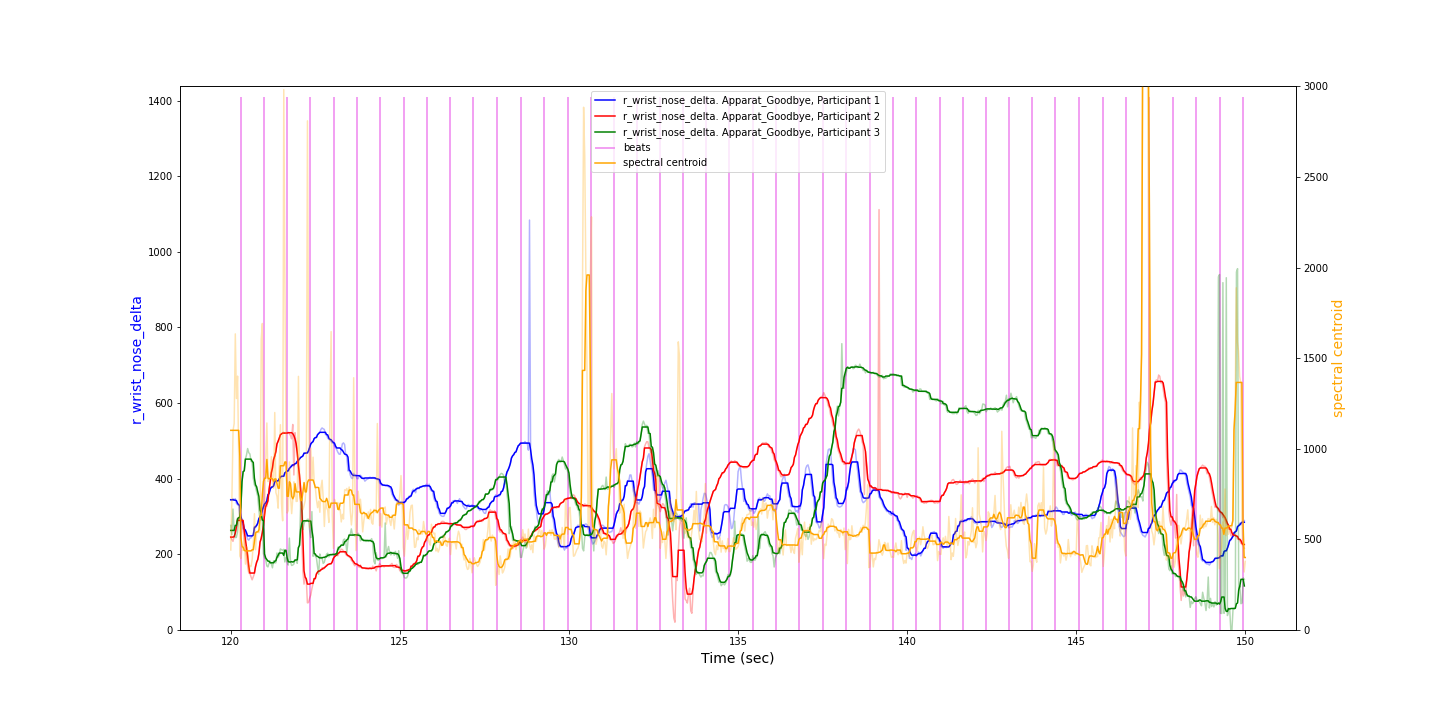 r_wrist_nose_delta. Apparat_Goodbye, Participant 1
r_wrist_nose_delta. Apparat_Goodbye, Participant 2
r_wrist_nose_delta. Apparat_Goodbye, Participant 3
beats
spectral centroid
r_wrist_nose_delta
1400
1200
1000
800
600
400
200
0
3000
2500
2000
1500
1000
500
0
spectral centroid
120
125
130
135
140
145
150
Time (sec)